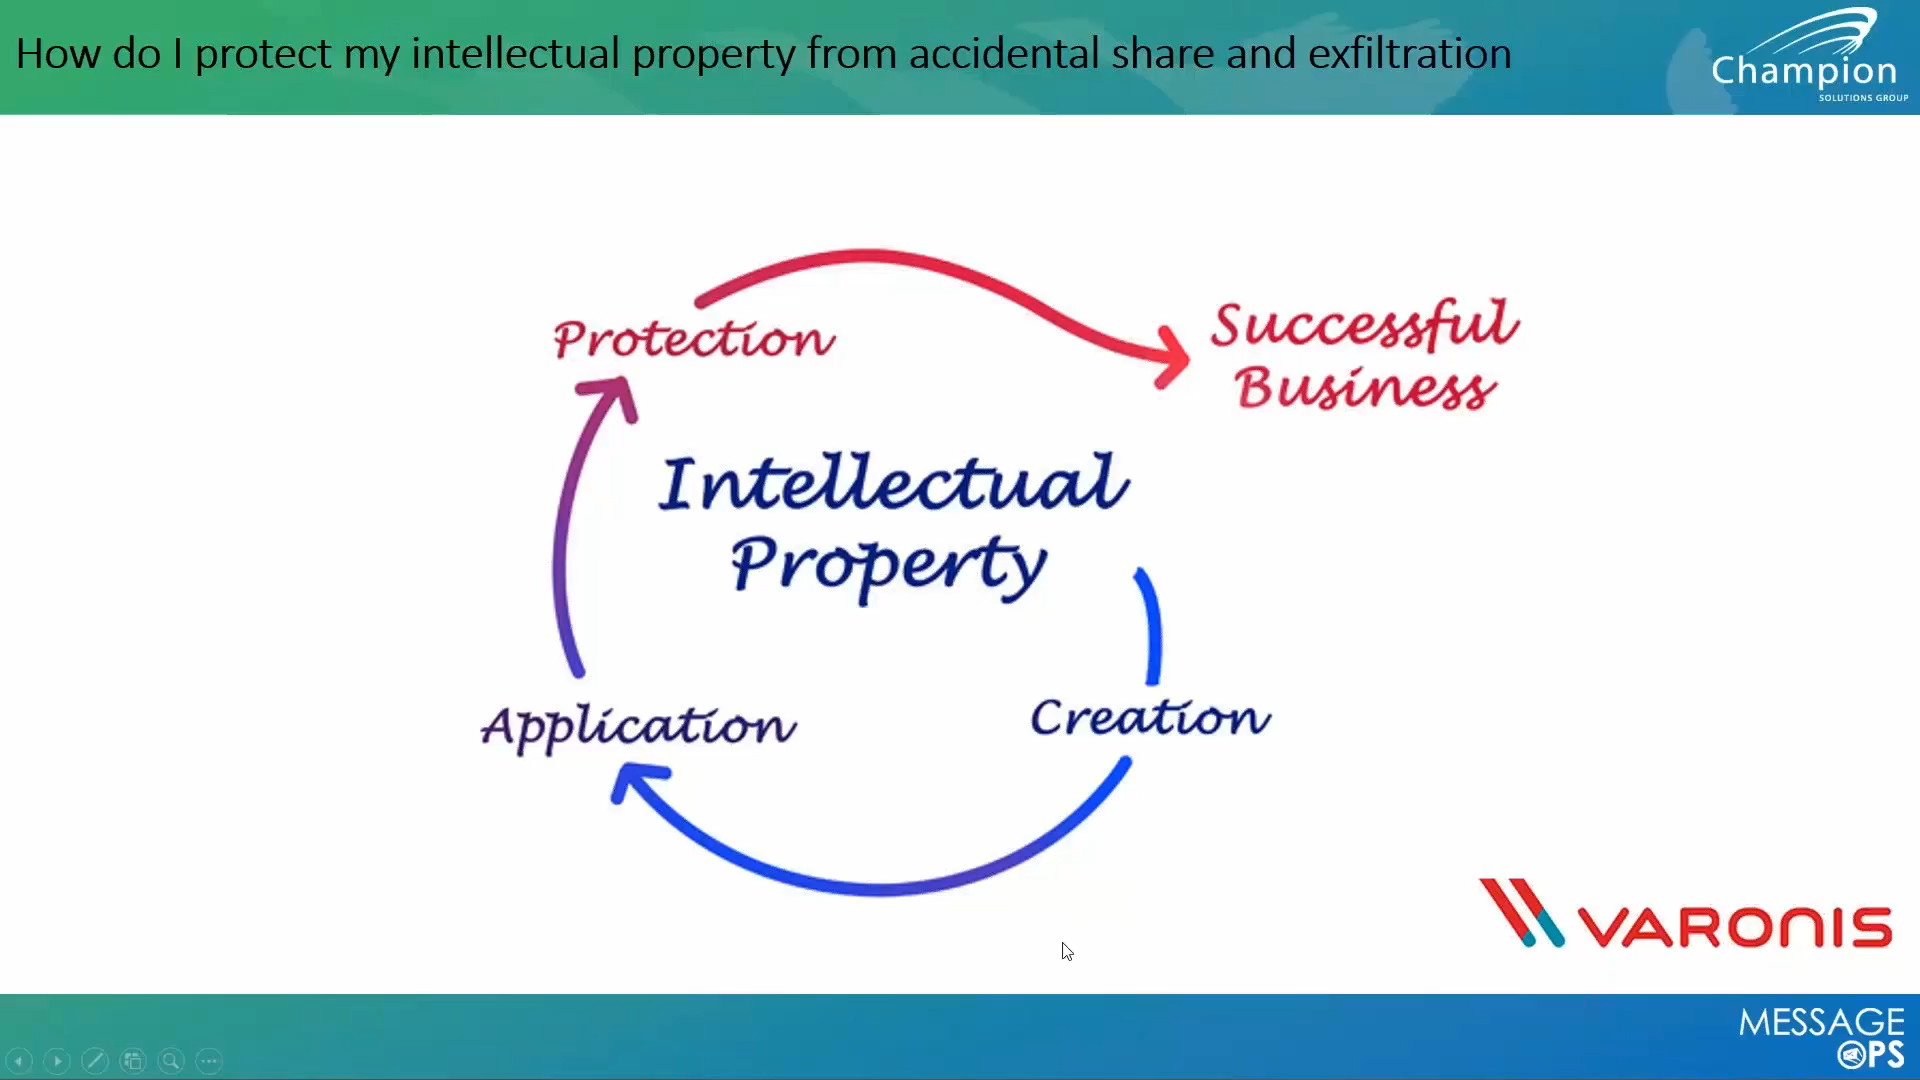 How do I protect my intellectual property from accidental share and exfiltration
Champion
SOLUTIONS GROUP
Protection
Successful
Business
Intellectual
Property
Application
Creation
VARONIS
MESSAGE
OPS